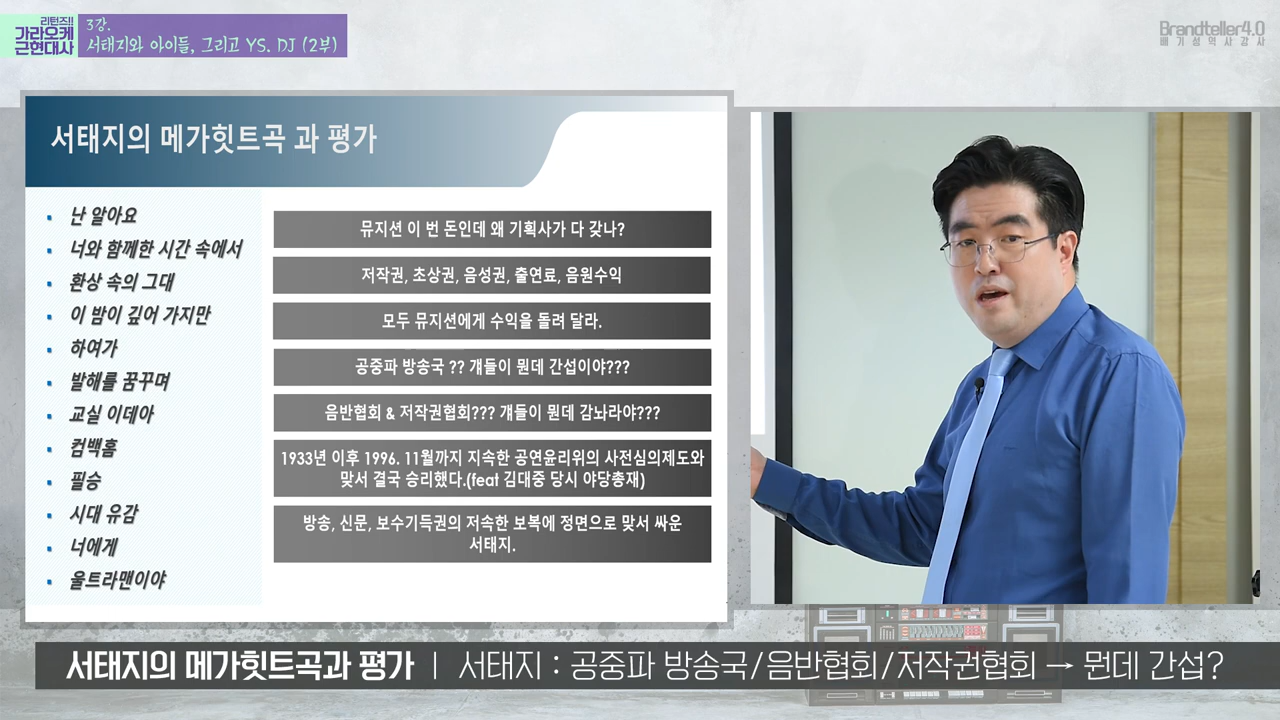 리턴즈!!
가라오케
근현대사
3강.
서태지와 아이들, 그리고 YS. DJ (2부)
Brandteller4.0
배기성역사강사
서태지의 메가힛트곡 과 평가
난 알아요
너와 함께한 시간 속에서
환상 속의 그대
이 밤이 깊어 가지만
하여가
발해를 꿈꾸며
교실 이데아
컴백홈
필승
시대 유감
너에게
울트라맨이야
뮤지션 이 번 돈인데 왜 기획사가 다 갖나?
저작권, 초상권, 음성권, 출연료, 음원수익
모두 뮤지션에게 수익을 돌려 달라.
공중파 방송국 ?? 걔들이 뭔데 간섭이야???
음반협회 & 저작권협회??? 걔들이 뭔데 감놔라야???
1933년 이후 1996. 11월까지 지속한 공연윤리위의 사전심의제도와
맞서 결국 승리했다.(feat 김대중 당시 야당총재)
방송, 신문, 보수기득권의 저속한 보복에 정면으로 맞서 싸운
서태지.
서태지의 메가힛트곡과 평가 | 서태지 : 공중파 방송국/음반협회/저작권협회 → 뭔데 간섭?